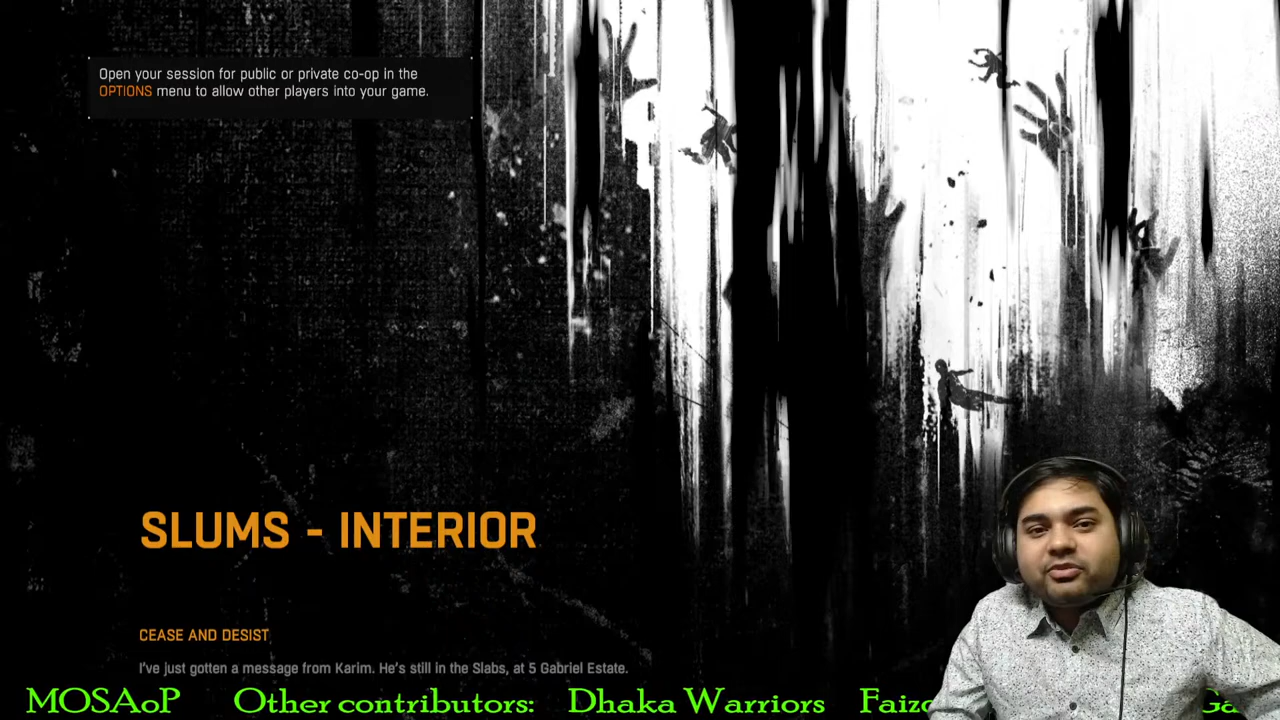 Open your session for public or private co-op in the
OPTIONS menu to allow other players into your game.
SLUMS - INTERIOR
CEASE AND DESIST
I've just gotten a message from Karim. He's still in the Slabs, at 5 Gabriel Estate.
MOSAoP Other contributors: Dhaka Warriors